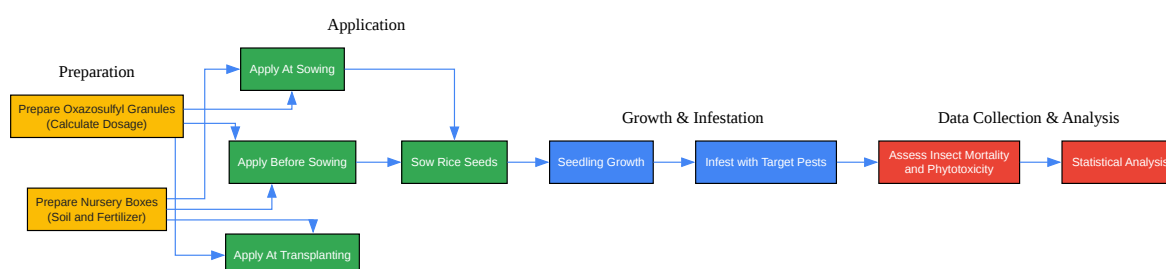 Application
Preparation
Apply At Sowing
Prepare Oxazosulfyl Granules
(Calculate Dosage)
Growth & Infestation
Data Collection & Analysis
Apply Before Sowing
Sow Rice Seeds
Seedling Growth
Infest with Target Pests
Assess Insect Mortality
and Phytotoxicity
Statistical Analysis
Prepare Nursery Boxes
(Soil and Fertilizer)
Apply At Transplanting